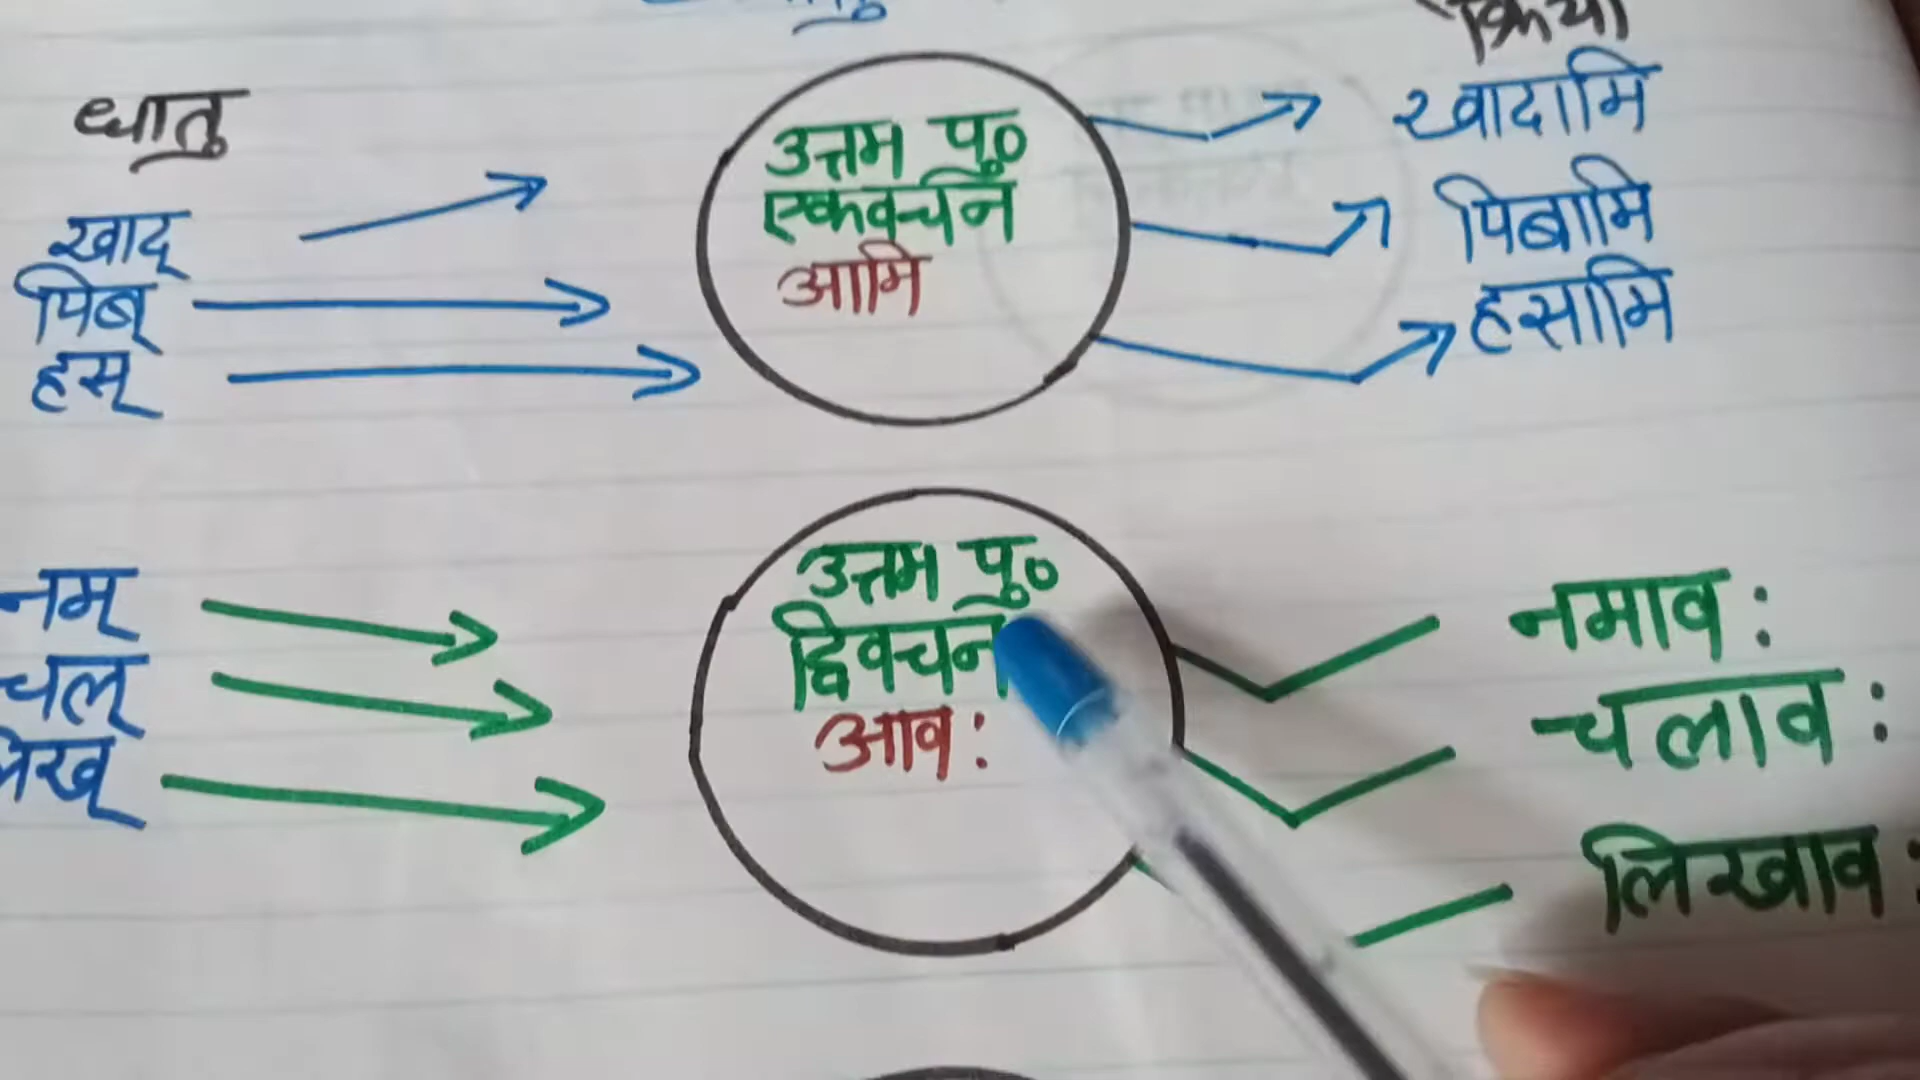 क्रिया
धातु
खाद्
पिब्
हस्
उत्तम पु०
एकवचन
आमि
खादामि
पिबामि
हसामि
नम्
चल्
लिख्
उत्तम पु०
द्विवचन
आव:
नमाव:
चलाव:
लिखाव: